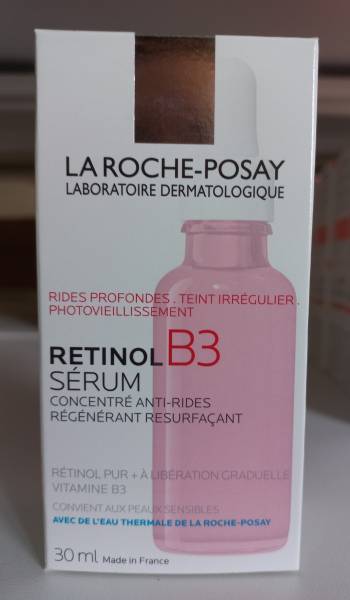 LA ROCHE-POSAY
LABORATOIRE DERMATOLOGIQUE
RIDES PROFONDES . TEINT IRRÉGULIER .
PHOTOVIEILLISSEMENT
RETINOL B3
SÉRUM
CONCENTRÉ ANTI-RIDES
RÉGÉNÉRANT RESURFAÇANT
RÉTINOL PUR + À LIBÉRATION GRADUELLE
VITAMINE B3
CONVIENT AUX PEAUX SENSIBLES
AVEC DE L'EAU THERMALE DE LA ROCHE-POSAY
30 ml Made in France